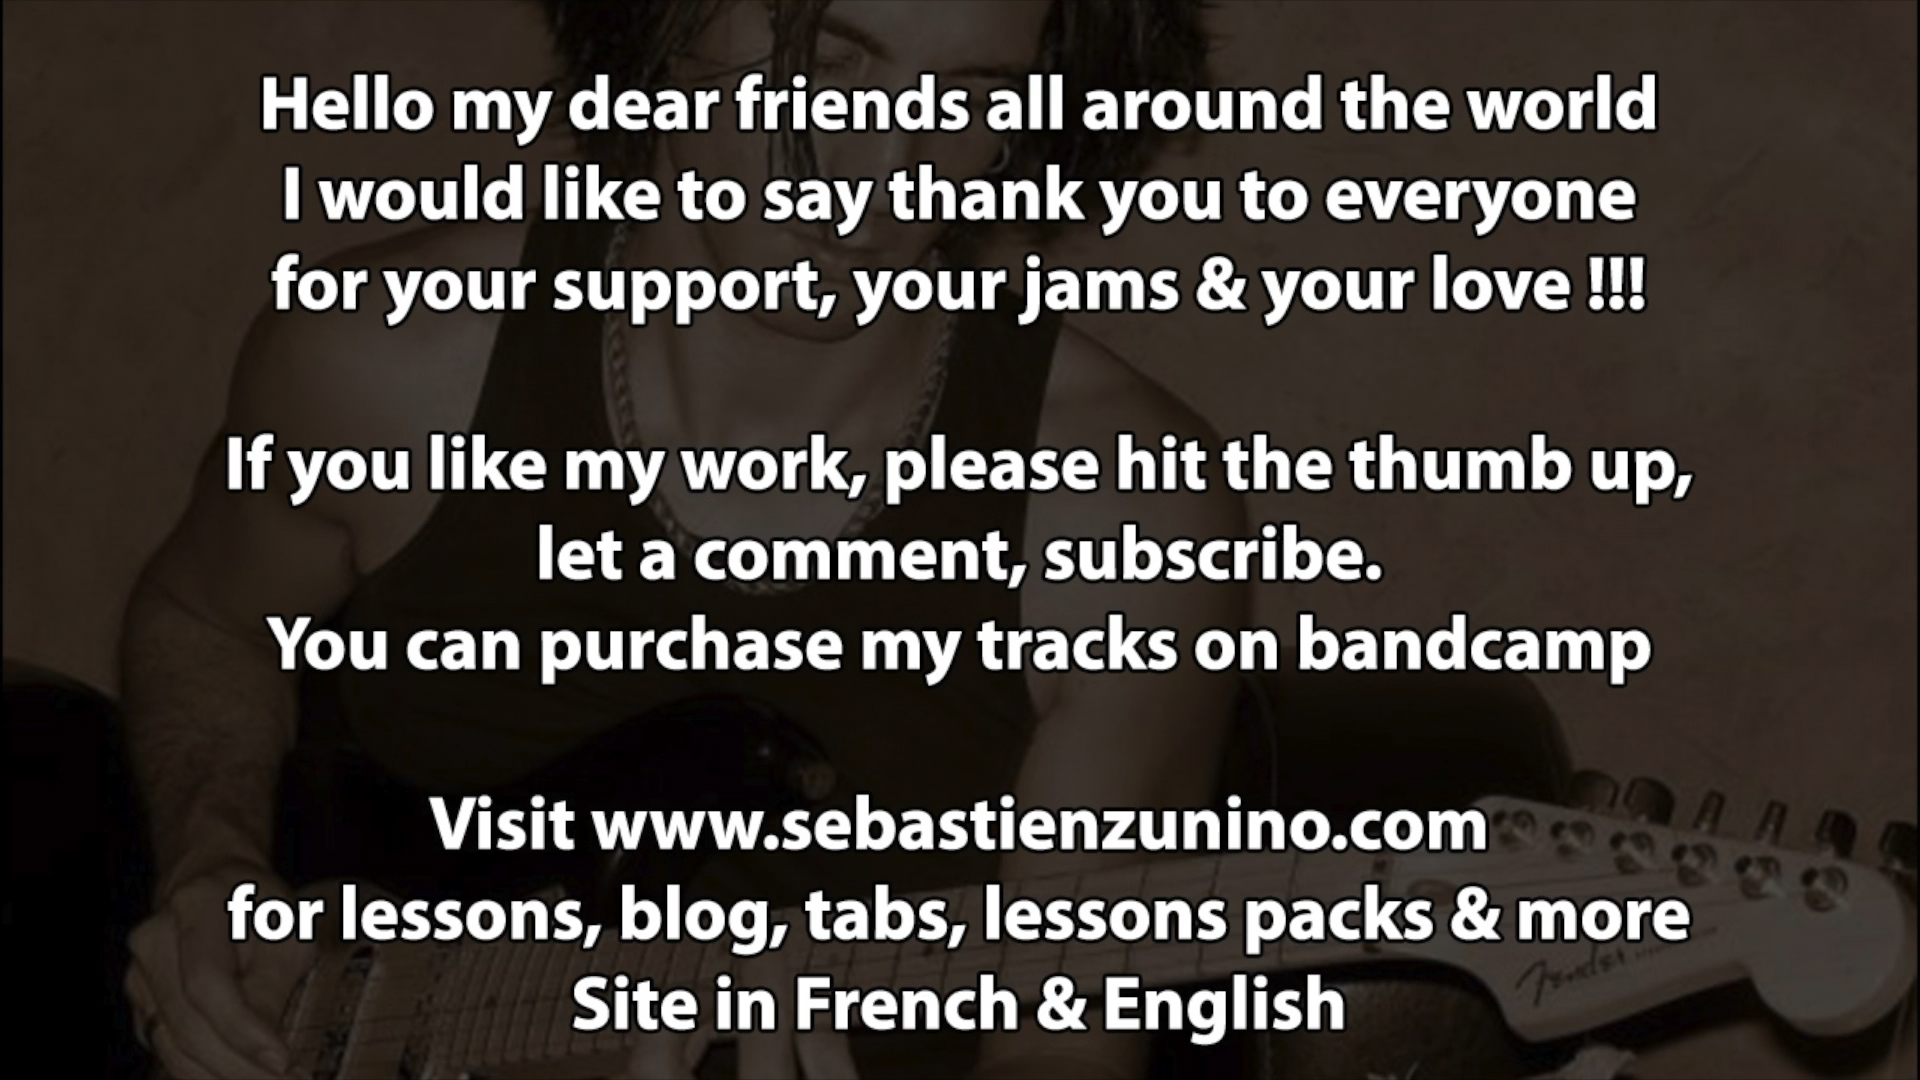 Hello my dear friends all around the world
I would like to say thank you to everyone
for your support, your jams & your love !!!
If you like my work, please hit the thumb up,
let a comment, subscribe.
You can purchase my tracks on bandcamp
Visit www.sebastienzunino.com
for lessons, blog, tabs, lessons packs & more
Site in French & English
Fender